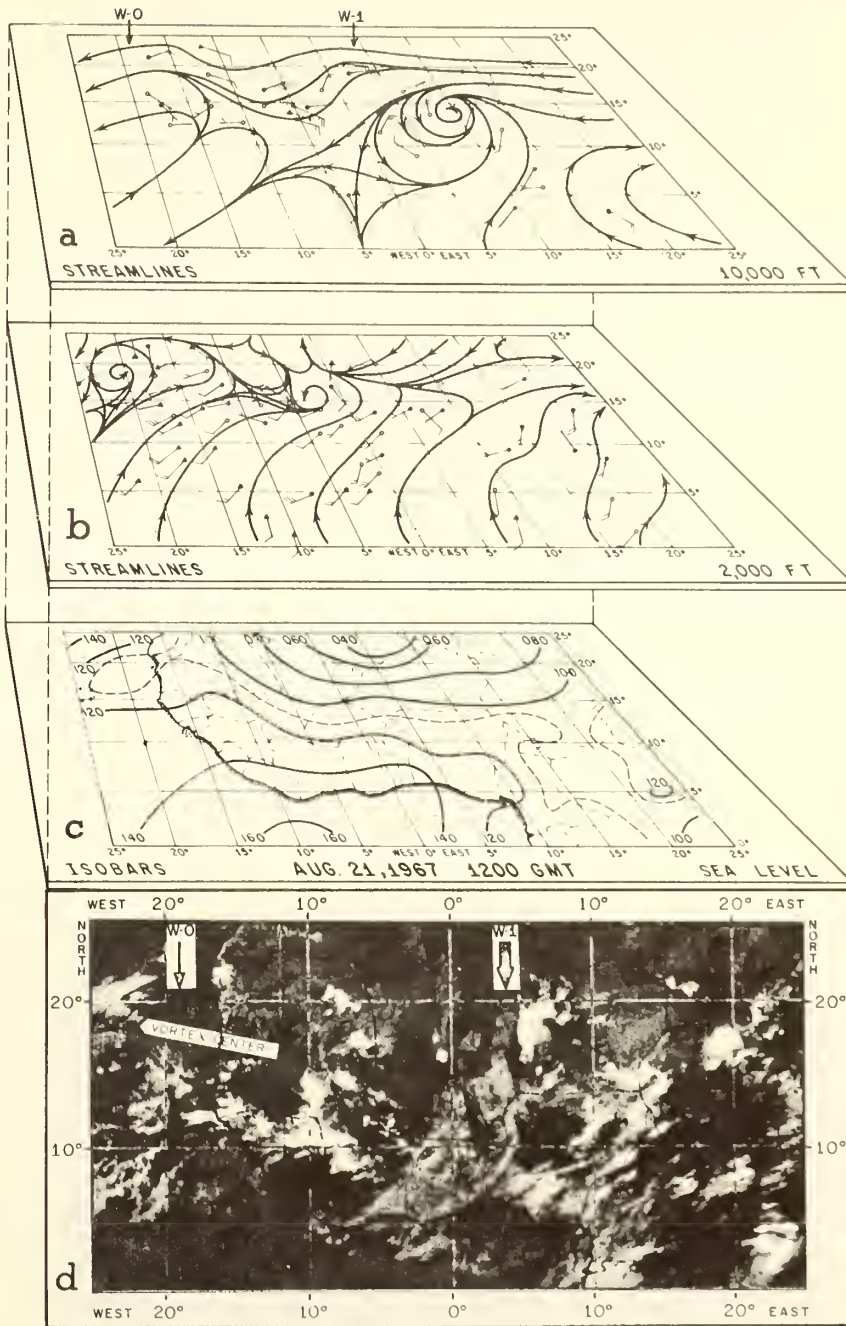 W-0 W-1
25°
20°
15°
10°
5°
a
25° 20° 15° 10° 5° WEST 0° EAST 5° 10° 15° 20° 25°
STREAMLINES 10,000 FT
25°
20°
15°
10°
5°
b
25° 20° 15° 10° 5° WEST 0° EAST 5° 10° 15° 20° 25°
STREAMLINES 2,000 FT
140 120 060 040 060 080 25°
20°
120 100
15°
120
10°
120
5°
c
140 160 160 140 120 100 0°
25° 20° 15° 10° 5° WEST 0° EAST 5° 10° 15° 20° 25°
ISOBARS AUG. 21, 1967 1200 GMT SEA LEVEL
WEST 20° 10° 0° 10° 20° EAST
NORTH W-0 W-1 NORTH
20° 20°
VORTEX CENTER
10° 10°
d
WEST 20° 10° 0° 10° 20° EAST